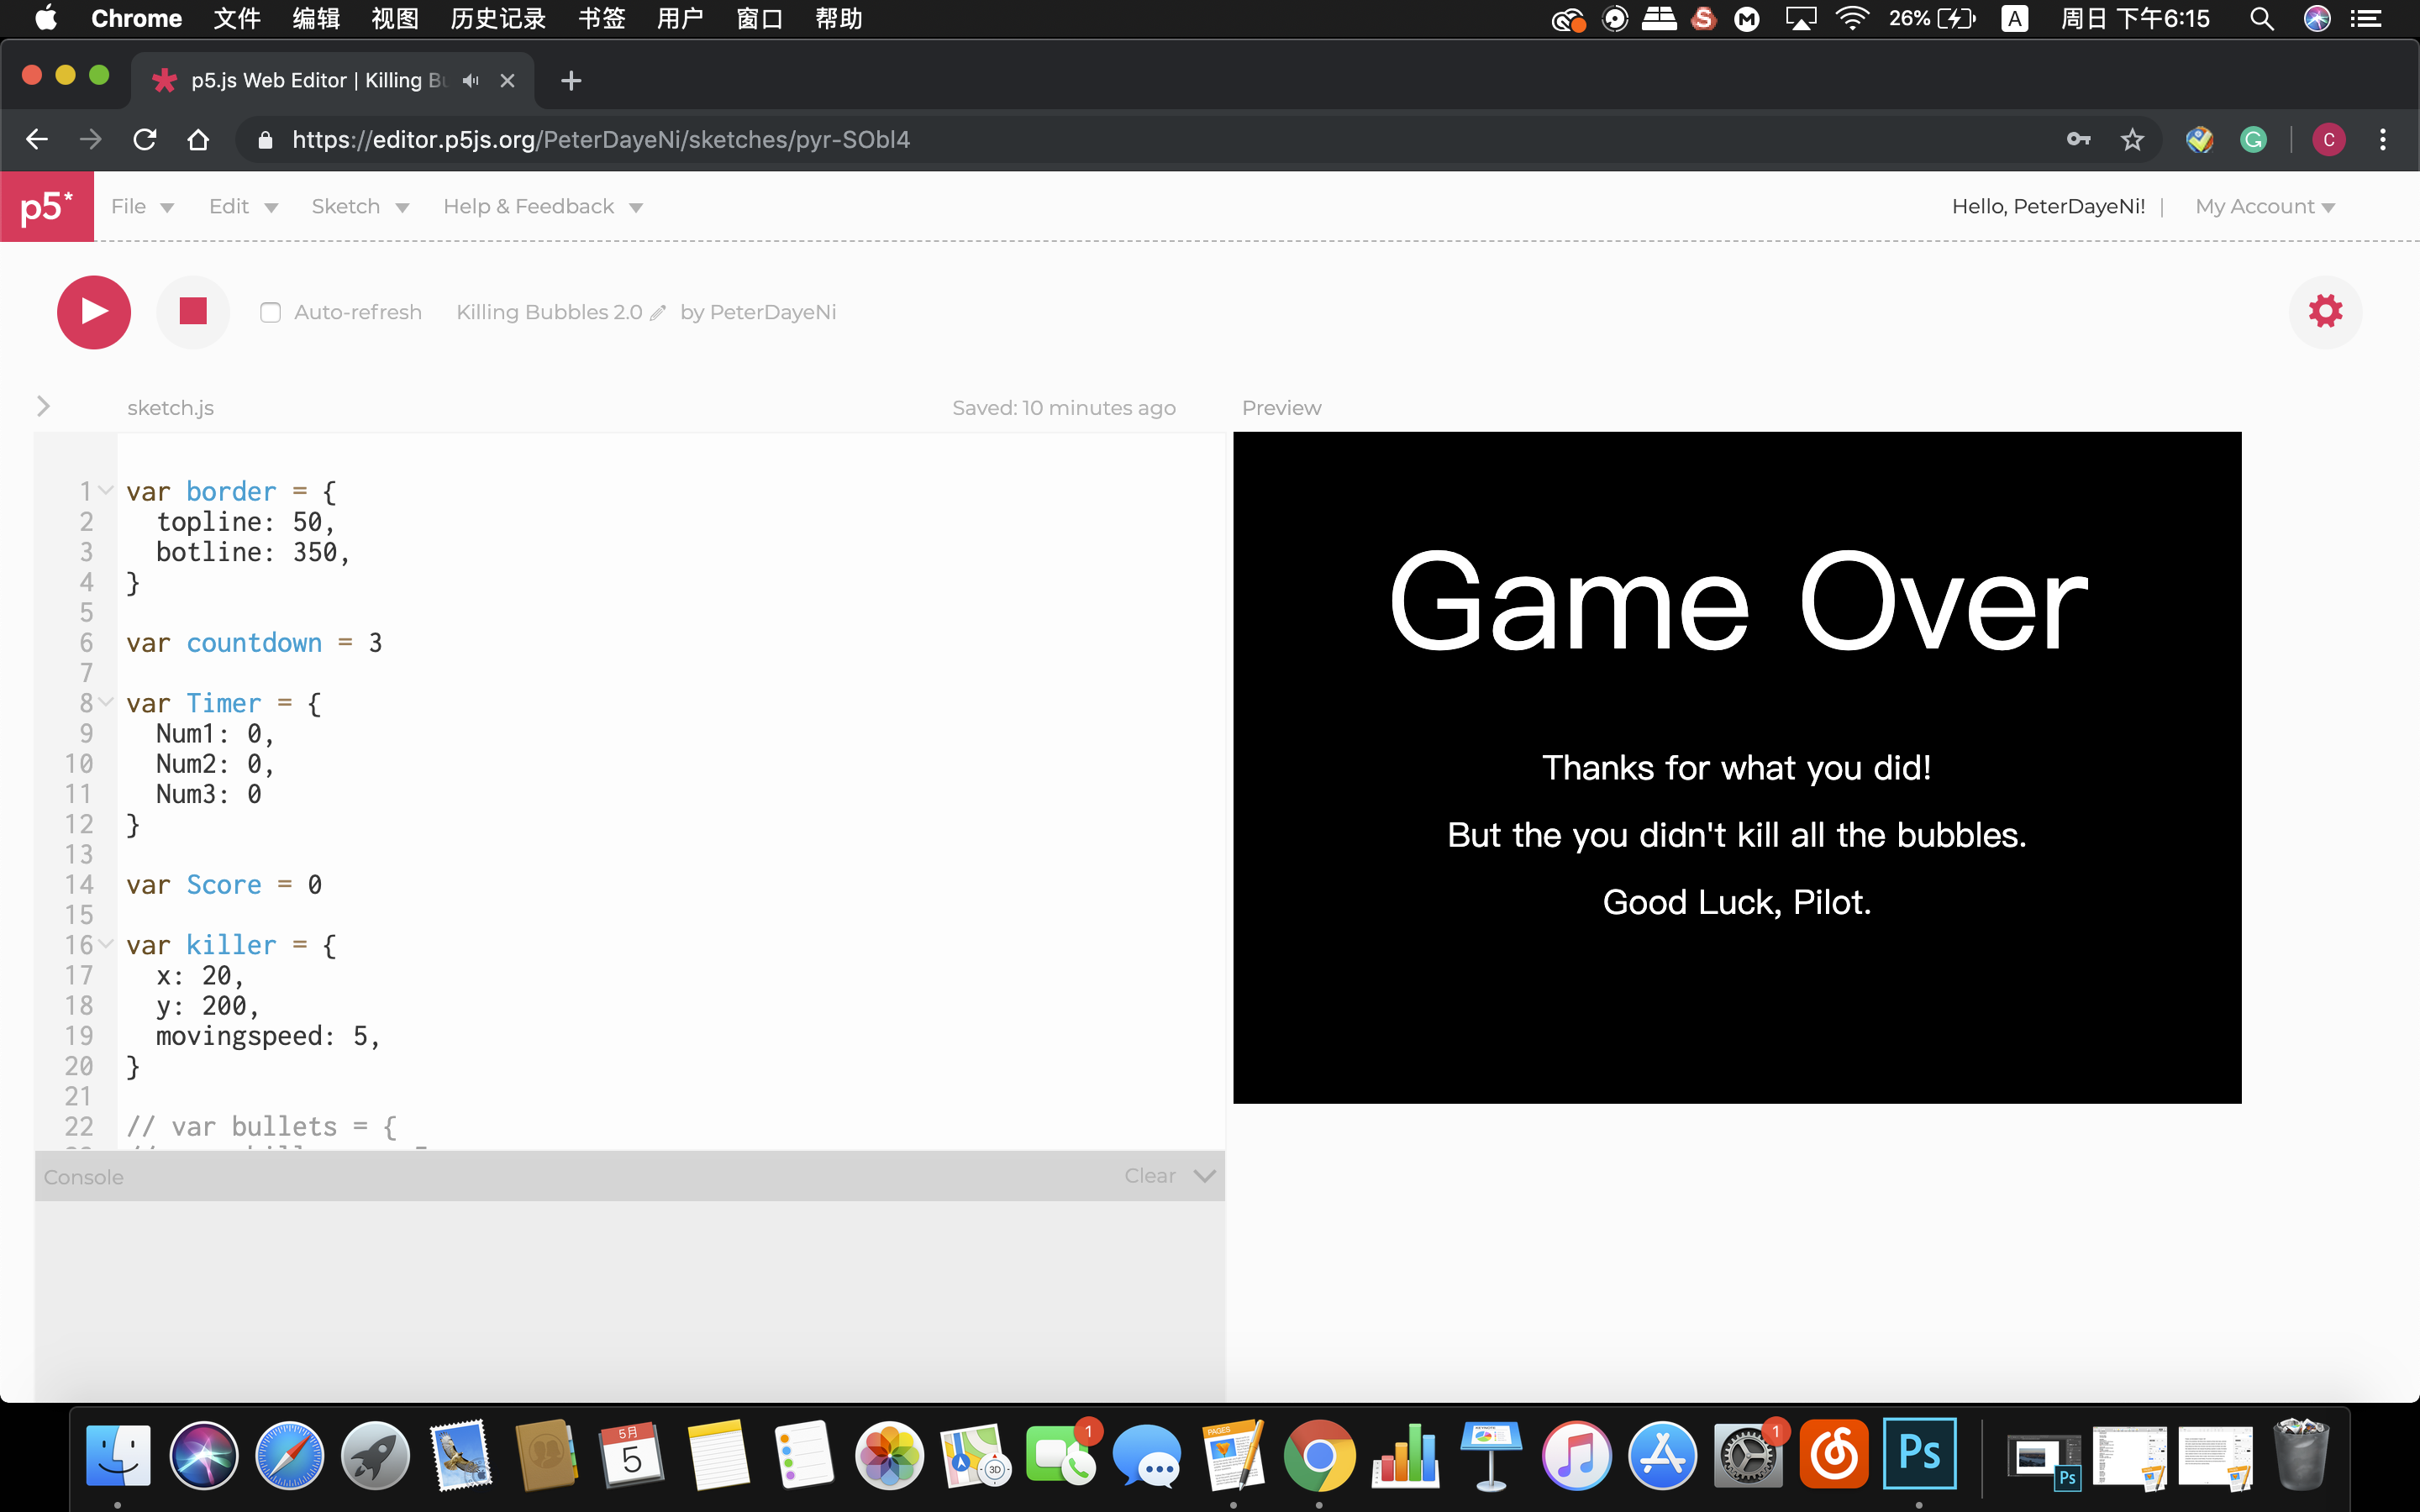 Chrome 文件 编辑 视图 历史记录 书签 用户 窗口 帮助 26% A 周日 下午6:15
p5.js Web Editor | Killing Bu
https://editor.p5js.org/PeterDayeNi/sketches/pyr-SObl4 C
p5* File Edit Sketch Help & Feedback Hello, PeterDayeNi! | My Account
Auto-refresh Killing Bubbles 2.0 by PeterDayeNi
sketch.js Saved: 10 minutes ago Preview
1 var border = {
2 topline: 50,
3 botline: 350,
4 }
5
6 var countdown = 3
7
8 var Timer = {
9 Num1: 0,
10 Num2: 0,
11 Num3: 0
12 }
13
14 var Score = 0
15
16 var killer = {
17 x: 20,
18 y: 200,
19 movingspeed: 5,
20 }
21
22 // var bullets = {
Console Clear
Game Over
Thanks for what you did!
But the you didn't kill all the bubbles.
Good Luck, Pilot.
5月
5
3D
1
PAGES
1
Ps
Ps